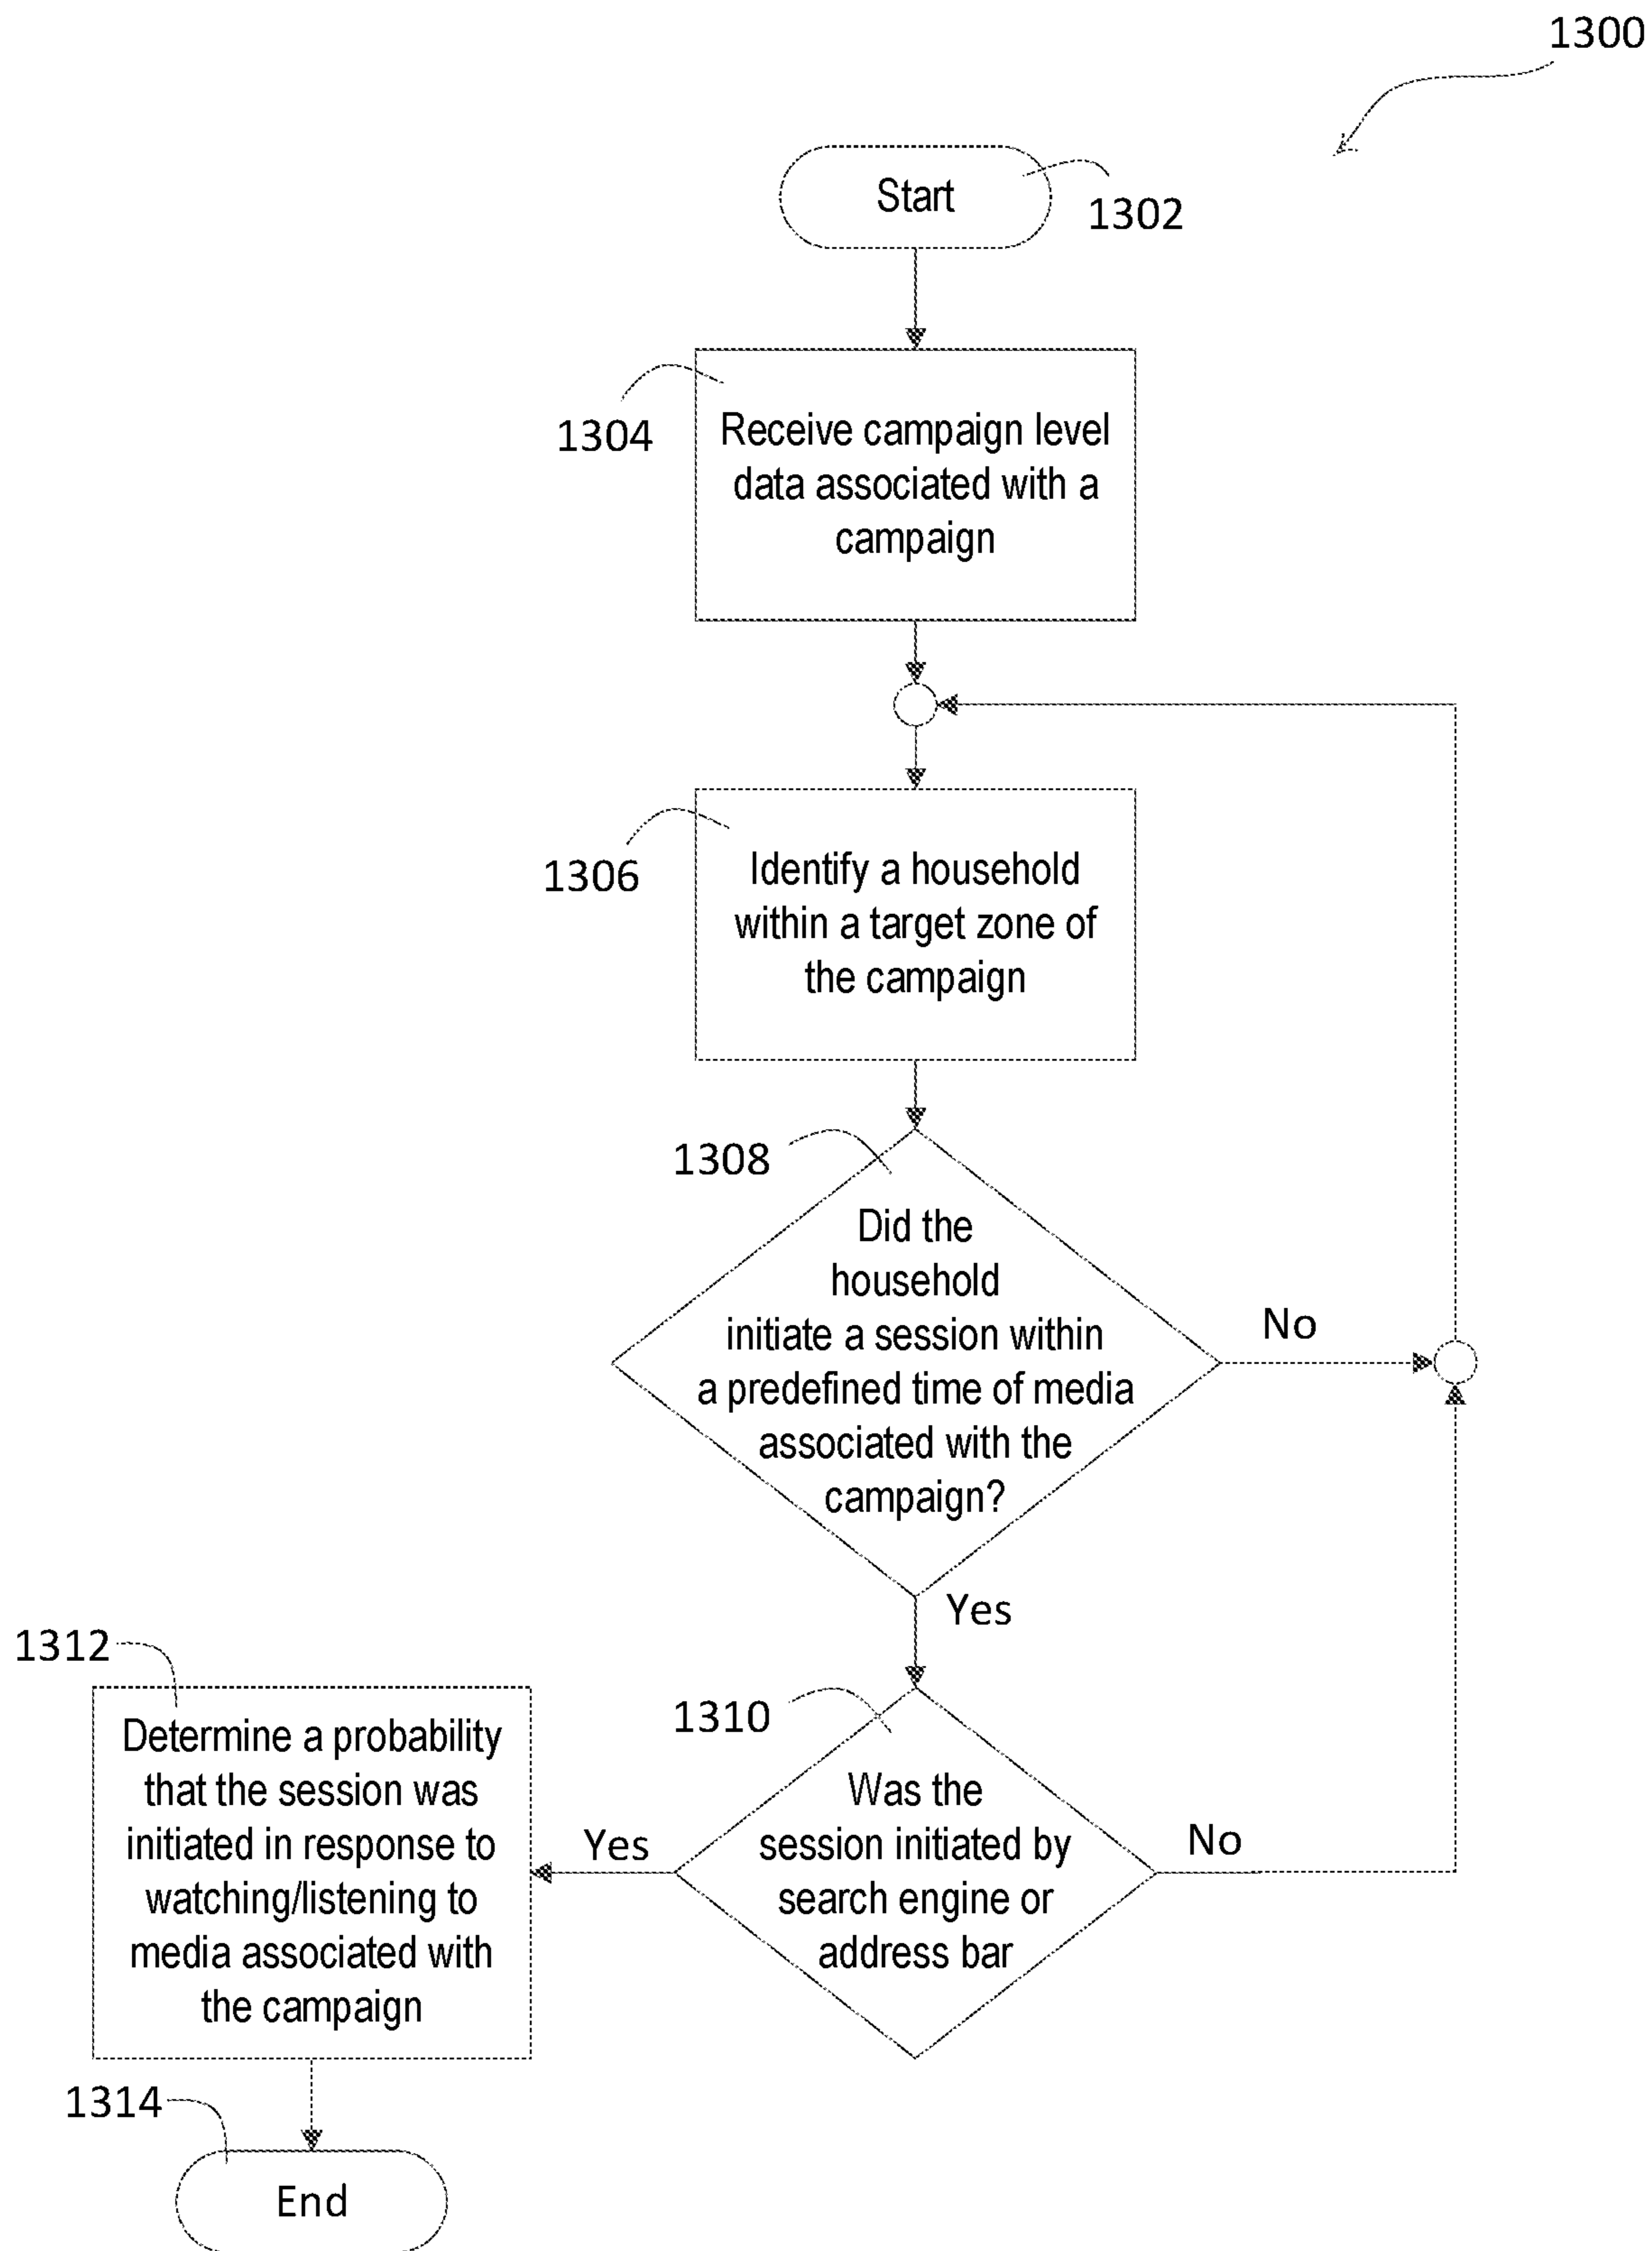 1300
Start
1302
1304
Receive campaign level
data associated with a
campaign
1306
Identify a household
within a target zone of
the campaign
1308
Did the
household
initiate a session within
a predefined time of media
associated with the
campaign?
No
Yes
1310
Was the
session initiated by
search engine or
address bar
No
Yes
1312
Determine a probability
that the session was
initiated in response to
watching/listening to
media associated with
the campaign
1314
End